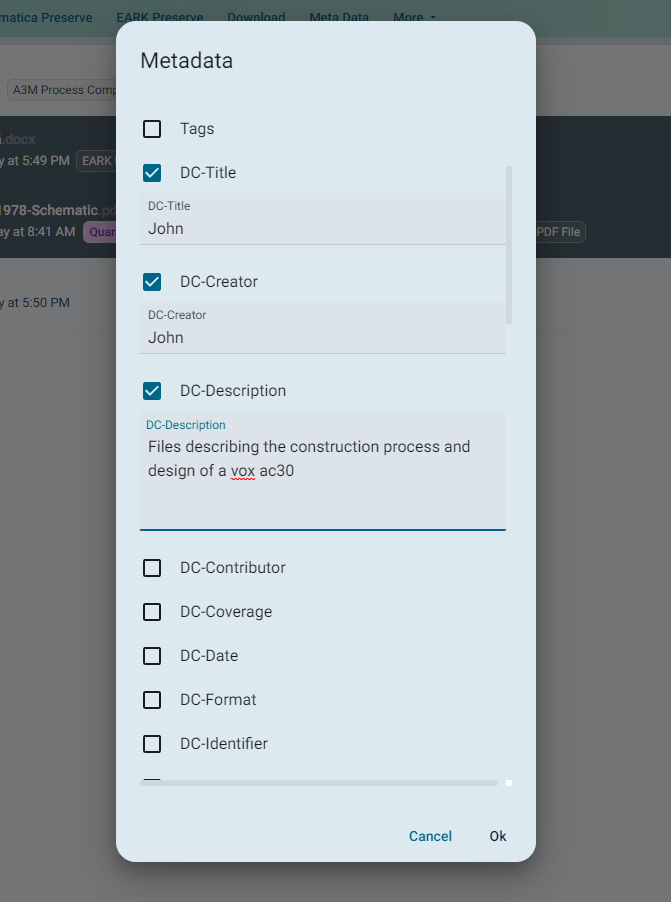 matica Preserve EARK Preserve Download Meta Data More
Metadata
A3M Process Comp
Tags
.docx
y at 5:49 PM EARK
DC-Title
DC-Title
1978-Schematic.pd
John
ay at 8:41 AM Quar PDF File
DC-Creator
y at 5:50 PM
DC-Creator
John
DC-Description
DC-Description
Files describing the construction process and
design of a vox ac30
DC-Contributor
DC-Coverage
DC-Date
DC-Format
DC-Identifier
Cancel Ok